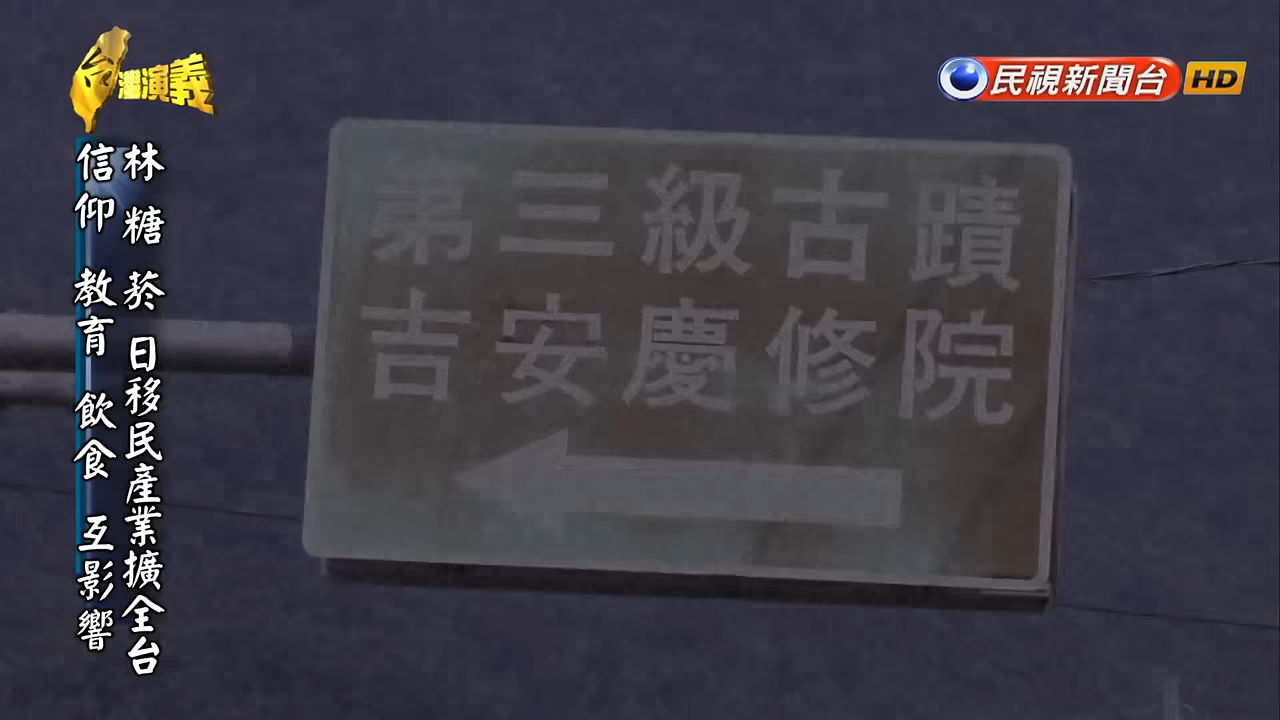 台灣演義
民視新聞台 HD
林 糖 菸 日移民產業擴全台
信仰 教育 飲食 互影響
第三級古蹟
吉安慶修院